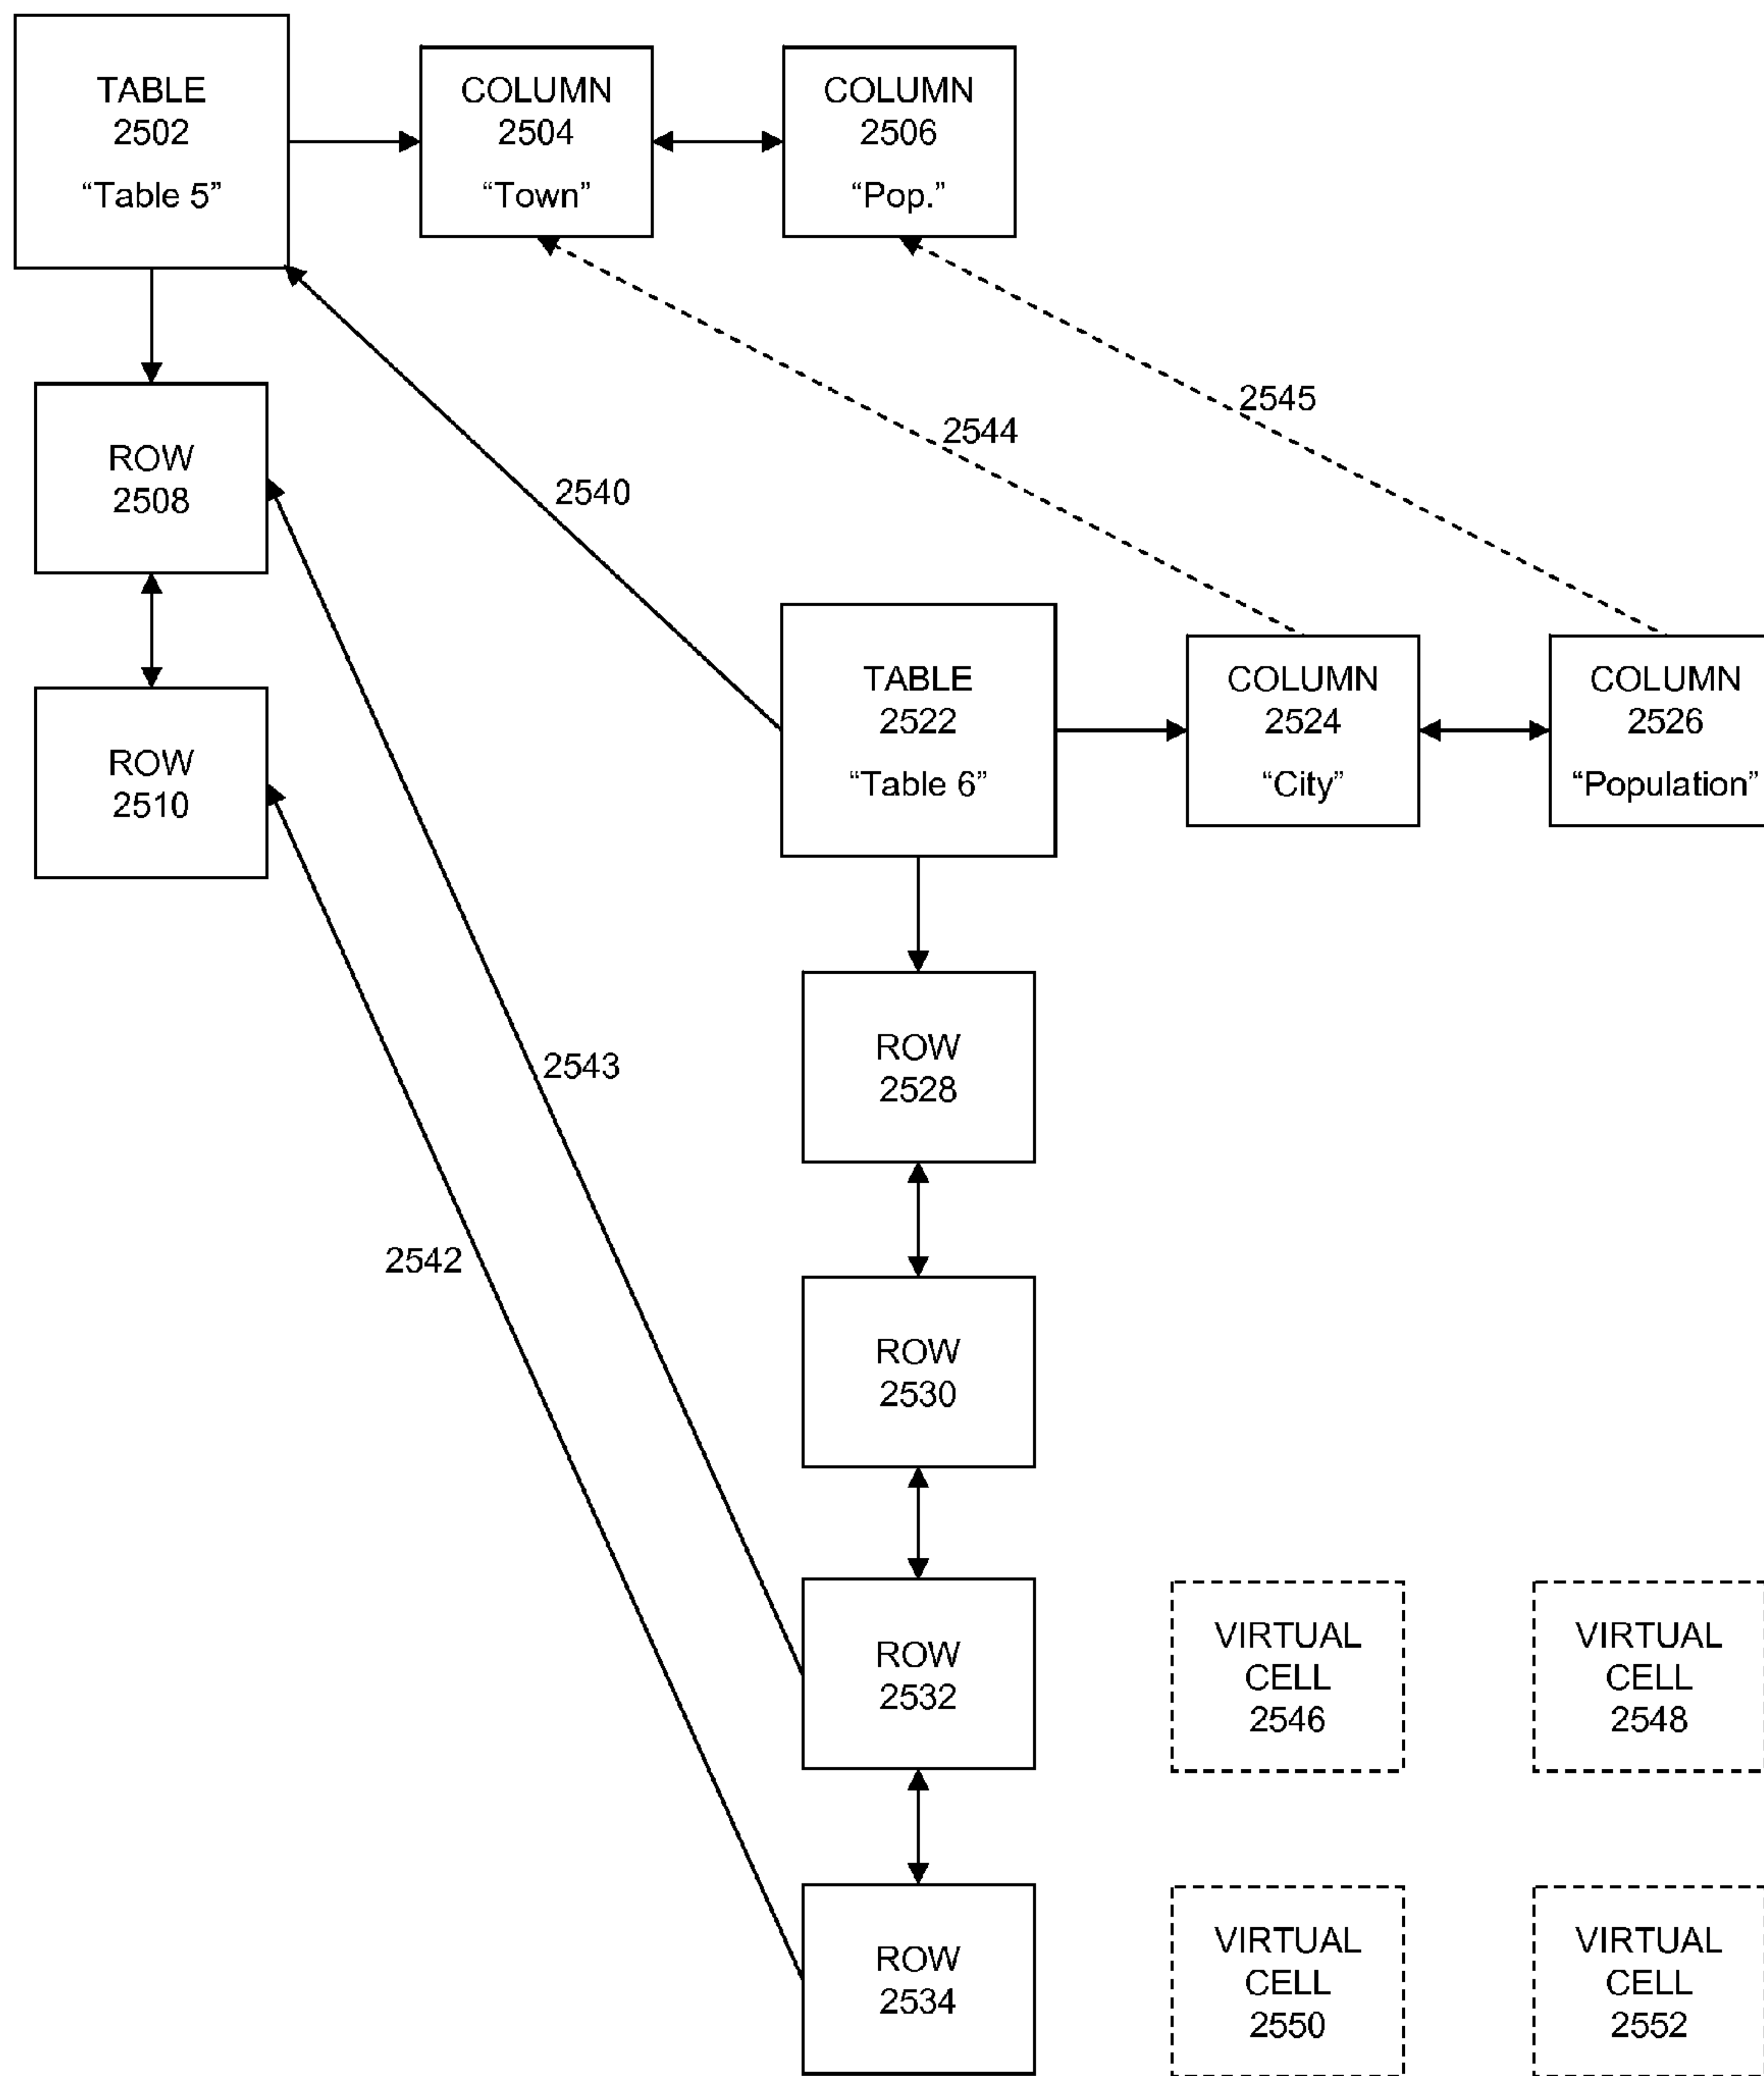 TABLE
2502
“Table 5”
COLUMN
2504
“Town”
COLUMN
2506
“Pop.”
ROW
2508
2545
2544
2540
ROW
2510
TABLE
2522
“Table 6”
COLUMN
2524
“City”
COLUMN
2526
“Population”
ROW
2528
2543
2542
ROW
2530
ROW
2532
VIRTUAL
CELL
2546
VIRTUAL
CELL
2548
ROW
2534
VIRTUAL
CELL
2550
VIRTUAL
CELL
2552